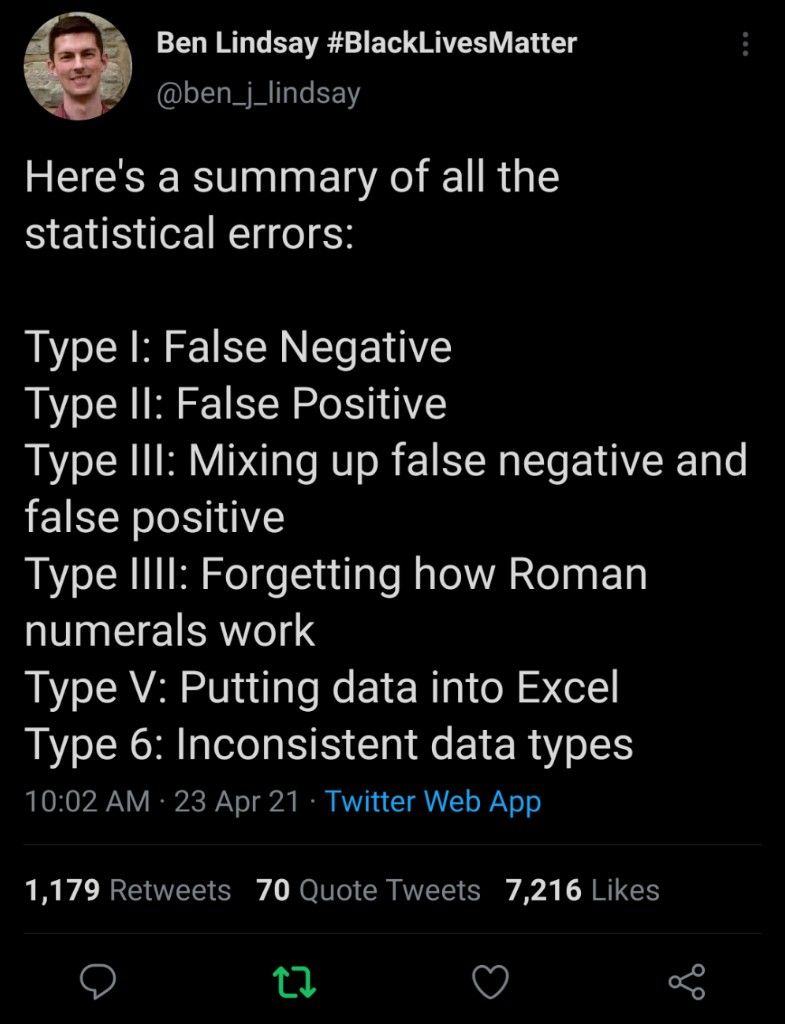 Ben Lindsay #BlackLivesMatter
@ben_j_lindsay
Here's a summary of all the
statistical errors:
Type I: False Negative
Type II: False Positive
Type III: Mixing up false negative and
false positive
Type IIII: Forgetting how Roman
numerals work
Type V: Putting data into Excel
Type 6: Inconsistent data types
10:02 AM · 23 Apr 21 · Twitter Web App
1,179 Retweets 70 Quote Tweets 7,216 Likes